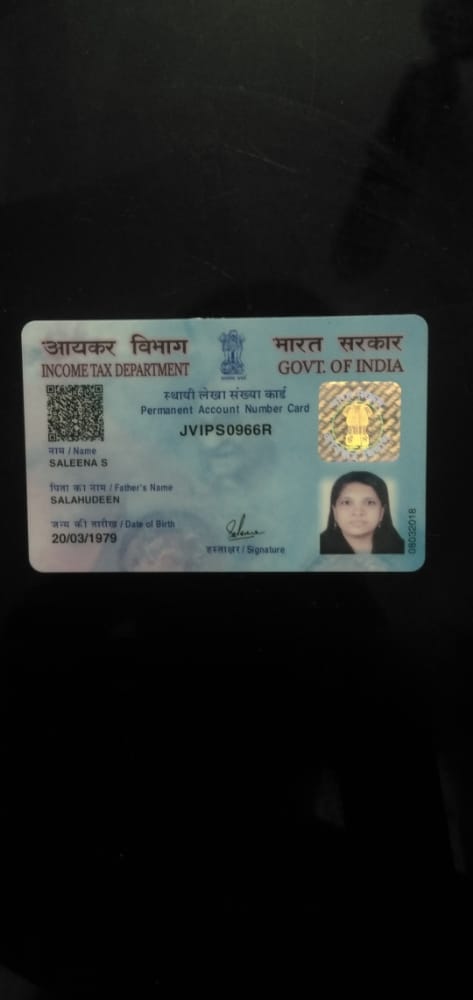 आयकर विभाग
INCOME TAX DEPARTMENT
भारत सरकार
GOVT. OF INDIA
स्थायी लेखा संख्या कार्ड
Permanent Account Number Card
JVIPS0966R
नाम / Name
SALEENA S
पिता का नाम / Father's Name
SALAHUDEEN
जन्म की तारीख / Date of Birth
20/03/1979
Saleena
हस्ताक्षर / Signature
08032018